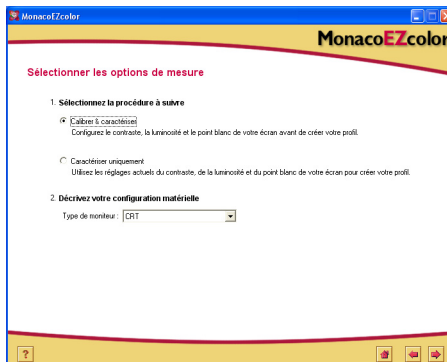 MonacoEZcolor
MonacoEZcolor
Sélectionner les options de mesure
1. Sélectionnez la procédure à suivre
Calibrer & caractériser
Configurez le contraste, la luminosité et le point blanc de votre écran avant de créer votre profil.
Caractériser uniquement
Utilisez les réglages actuels du contraste, de la luminosité et du point blanc de votre écran pour créer votre profil.
2. Décrivez votre configuration matérielle
Type de moniteur : CRT
?